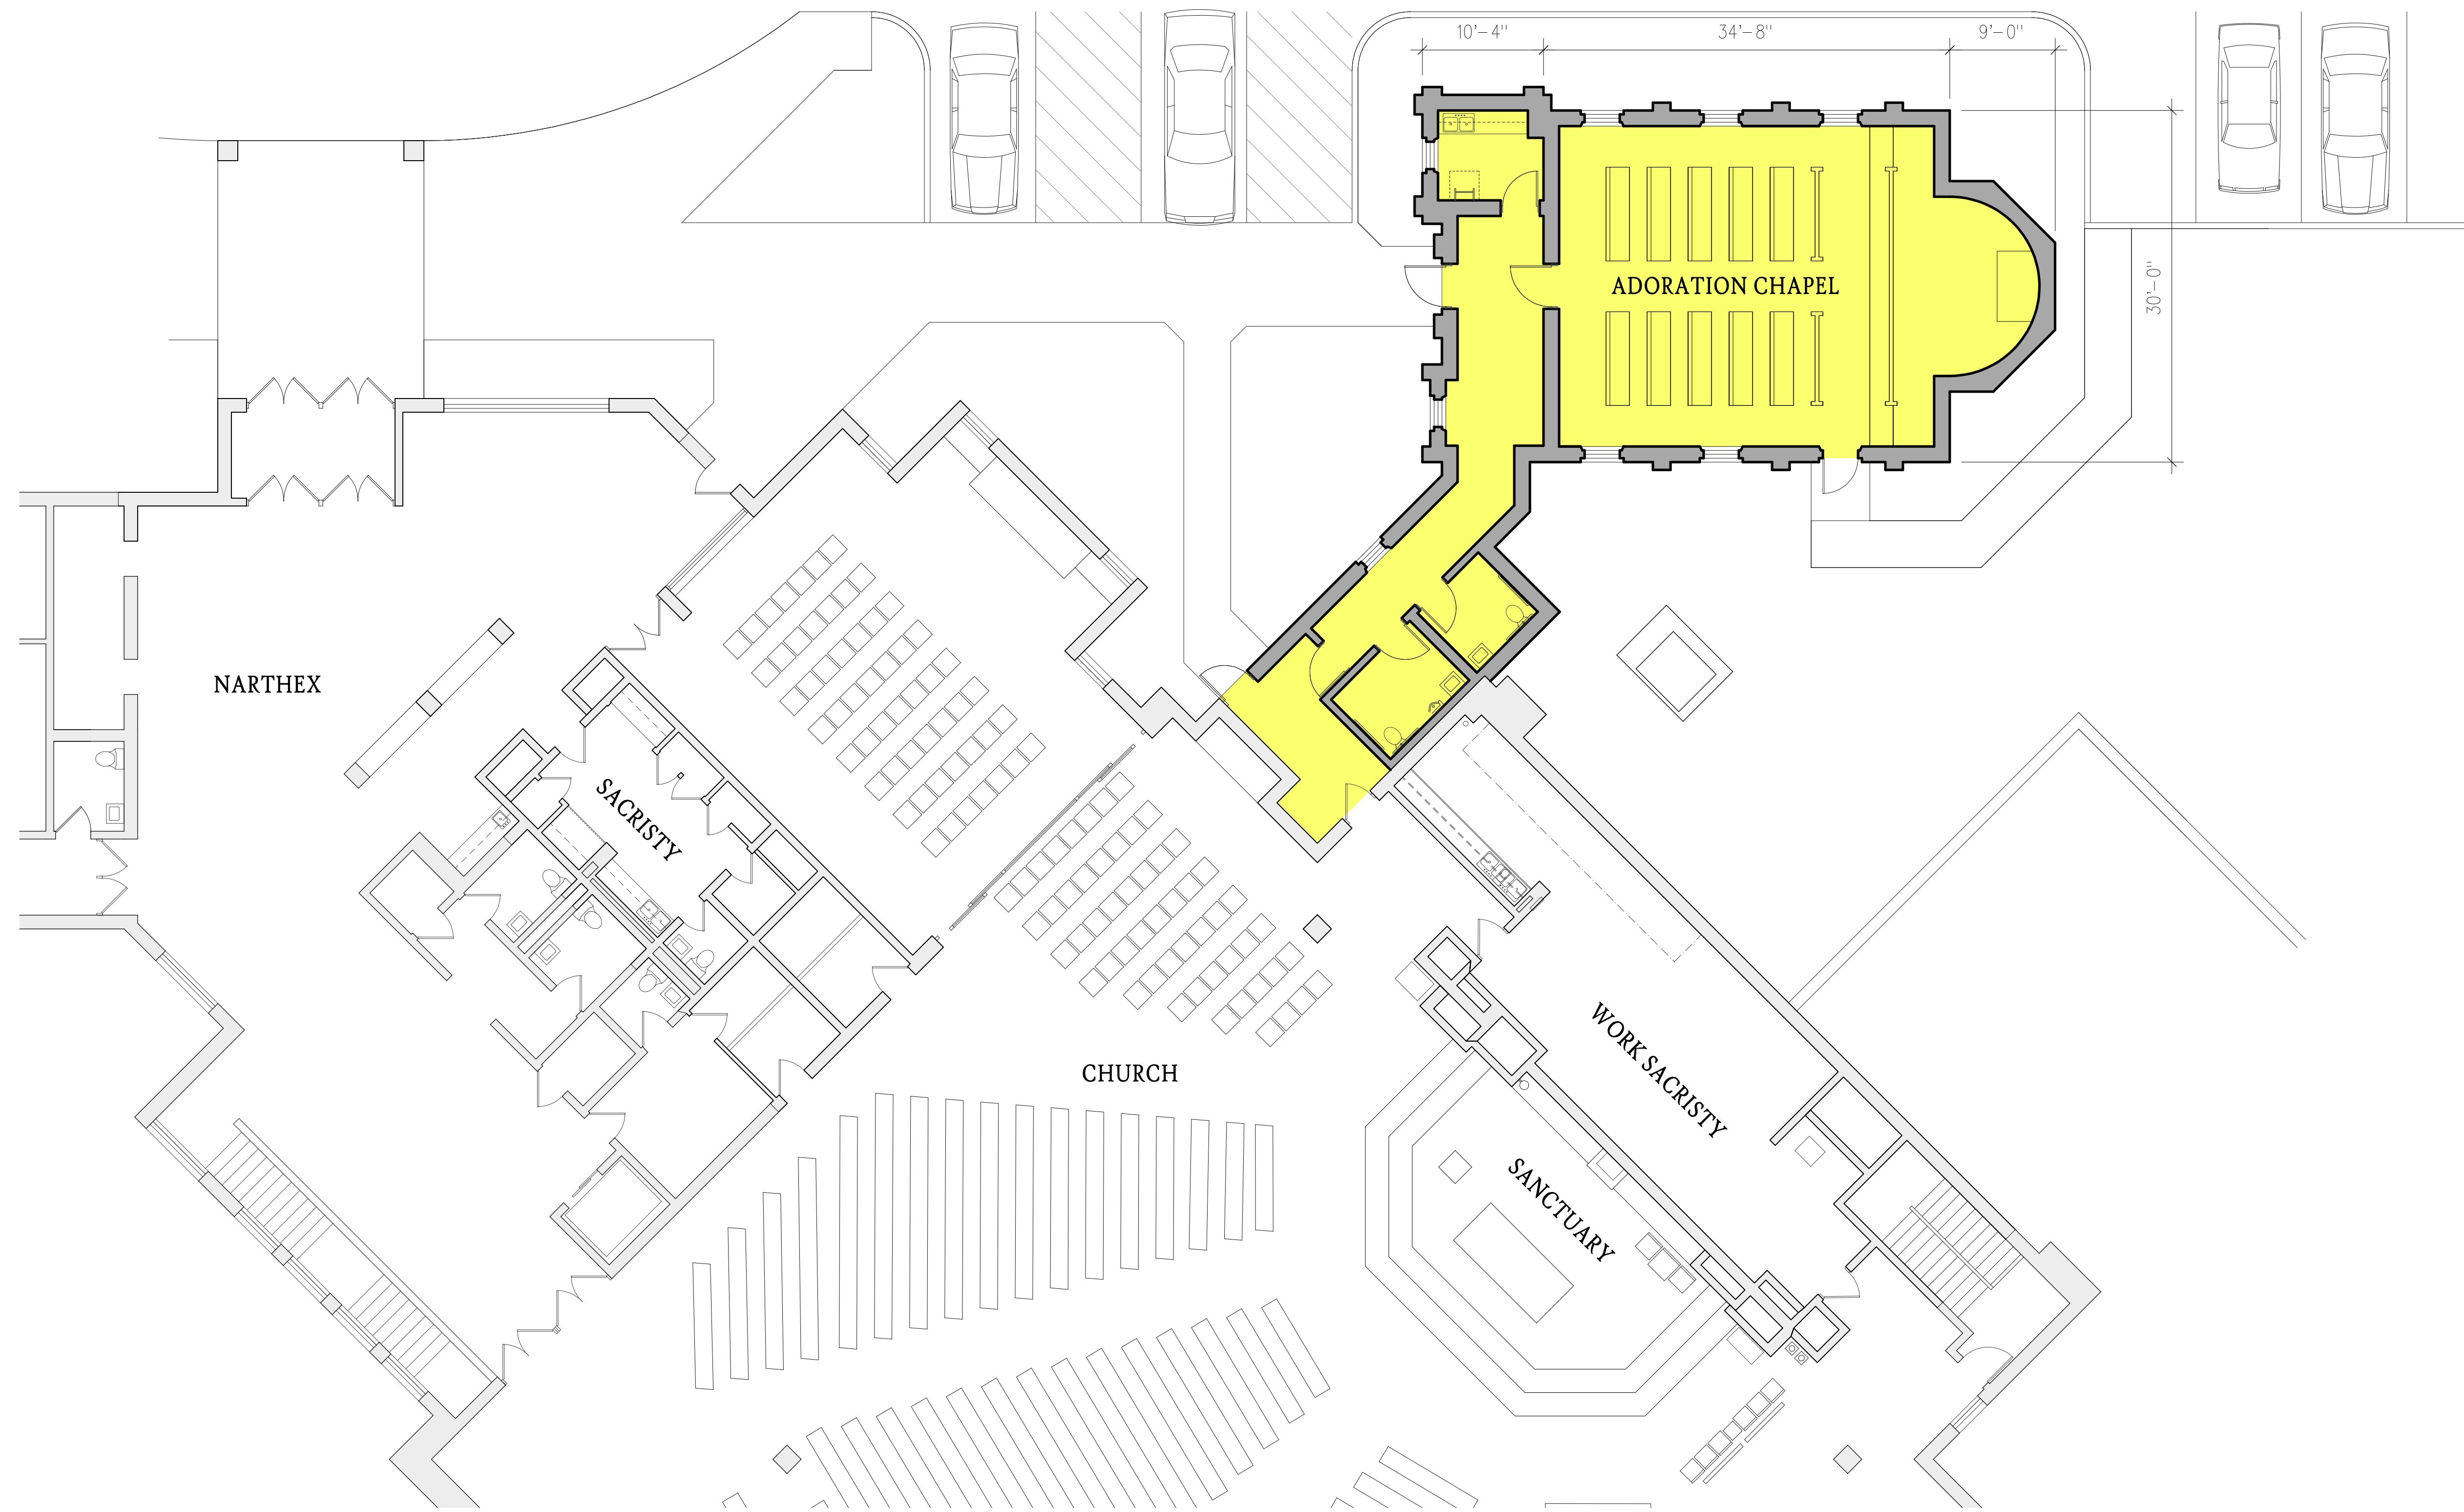 10'-4"
34'-8"
9'-0"
30'-0"
ADORATION CHAPEL
NARTHEX
SACRISTY
CHURCH
WORK SACRISTY
SANCTUARY